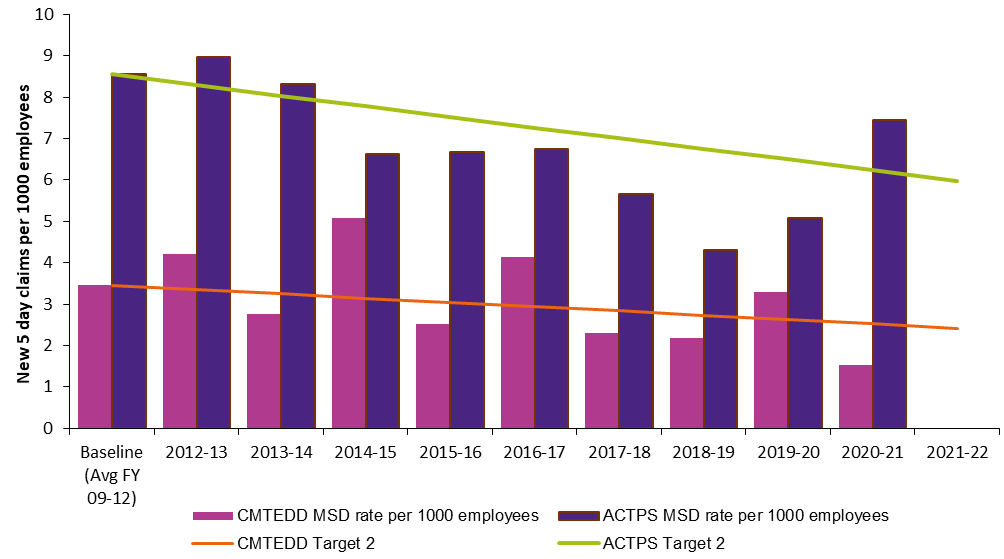 10
9
8
7
6
5
4
3
2
1
0
New 5 day claims per 1000 employees
Baseline 2012-13 2013-14 2014-15 2015-16 2016-17 2017-18 2018-19 2019-20 2020-21 2021-22
(Avg FY
09-12)
CMTEDD MSD rate per 1000 employees ACTPS MSD rate per 1000 employees
CMTEDD Target 2 ACTPS Target 2